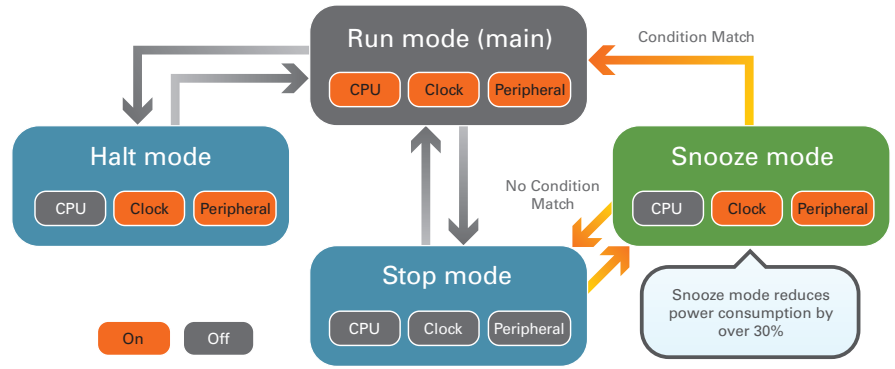 Run mode (main)
CPU Clock Peripheral
Condition Match
Halt mode
CPU Clock Peripheral
Snooze mode
CPU Clock Peripheral
No Condition
Match
Stop mode
CPU Clock Peripheral
Snooze mode reduces
power consumption by
over 30%
On Off